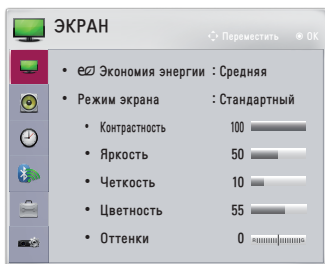 ЭКРАН
Переместить OK
• Экономия энергии : Средняя
• Режим экрана : Стандартный
• Контрастность 100
• Яркость 50
• Четкость 10
• Цветность 55
• Оттенки 0